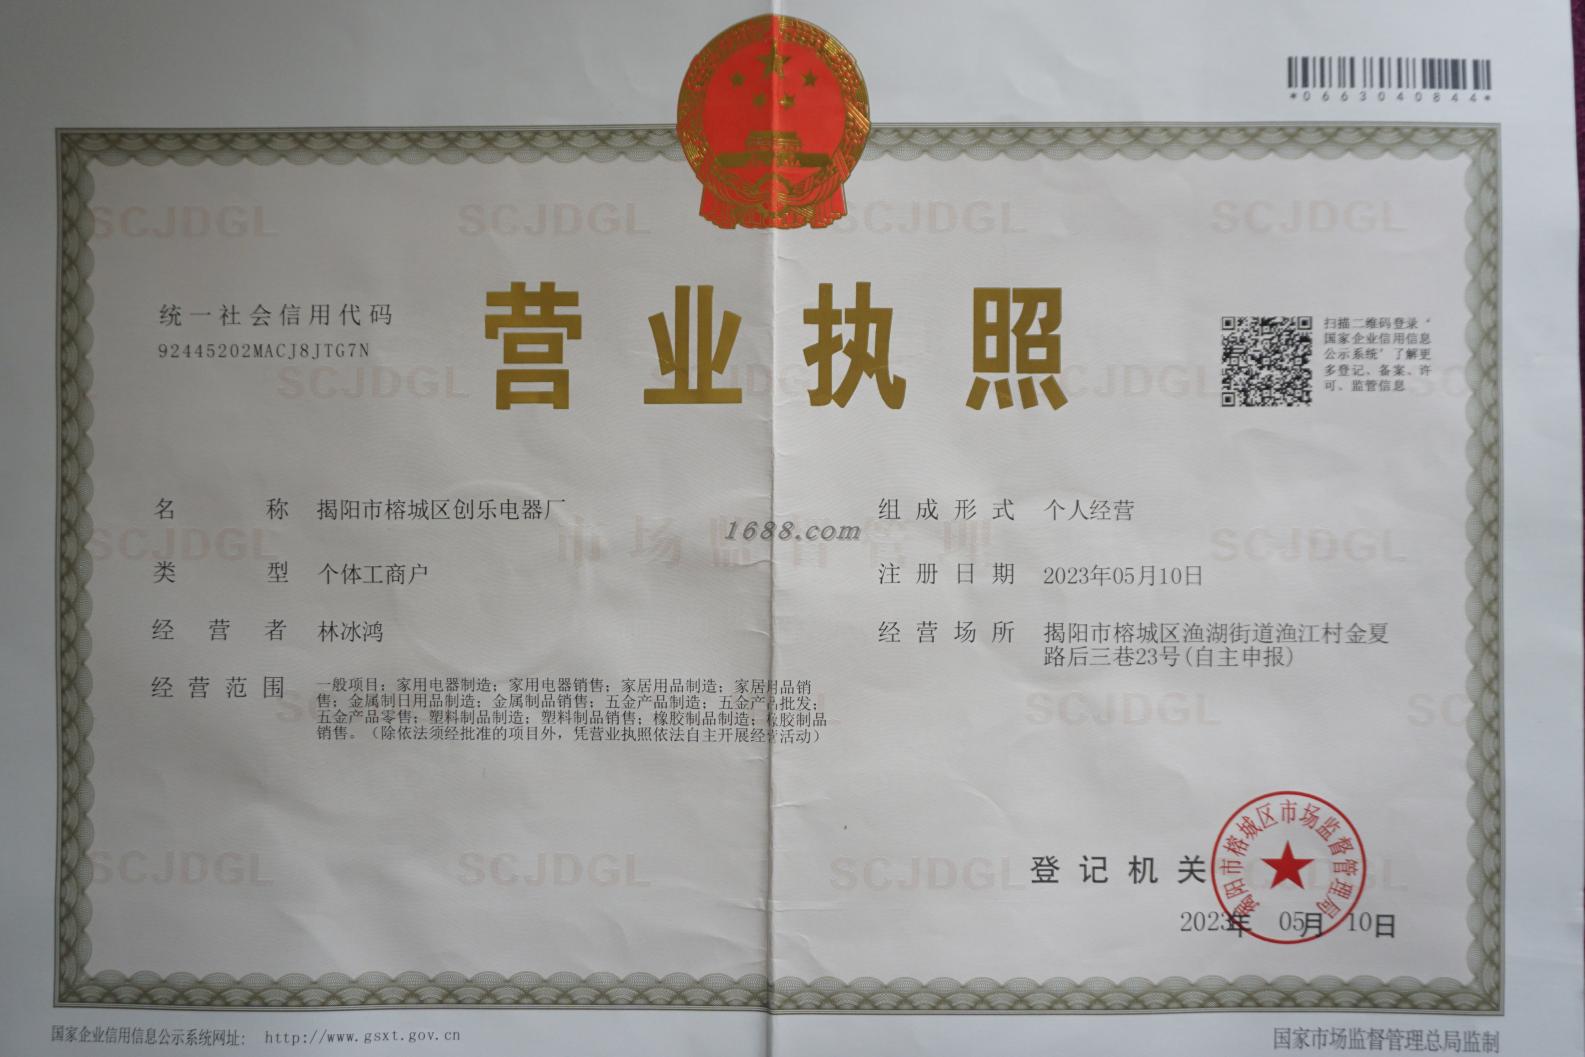 *0663040844*
营业执照
统一社会信用代码
92445202MACJ8JTG7N
扫描二维码登录‘
国家企业信用信息
公示系统’了解更
多登记、备案、许
可、监管信息
名称 揭阳市榕城区创乐电器厂
组成形式 个人经营
1688.com
类型 个体工商户
注册日期 2023年05月10日
经营者 林冰鸿
经营场所 揭阳市榕城区渔湖街道渔江村金夏
路后三巷23号(自主申报)
经营范围 一般项目：家用电器制造；家用电器销售；家居用品制造；家居用品销
售；金属制日用品制造；金属制品销售；五金产品制造；五金产品批发；
五金产品零售；塑料制品制造；塑料制品销售；橡胶制品制造；橡胶制品
销售。（除依法须经批准的项目外，凭营业执照依法自主开展经营活动）
SCJDGL
市场监督管理
登记机关
揭阳市榕城区市场监督管理局
2023年 05月 10日
国家企业信用信息公示系统网址： http://www.gsxt.gov.cn
国家市场监督管理总局监制